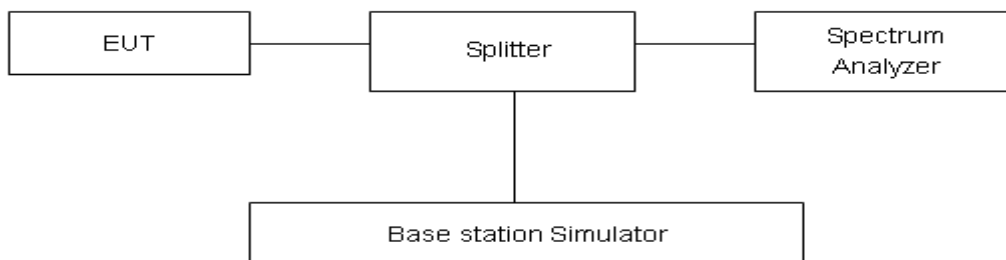 EUT
Splitter
Spectrum
Analyzer
Base station Simulator